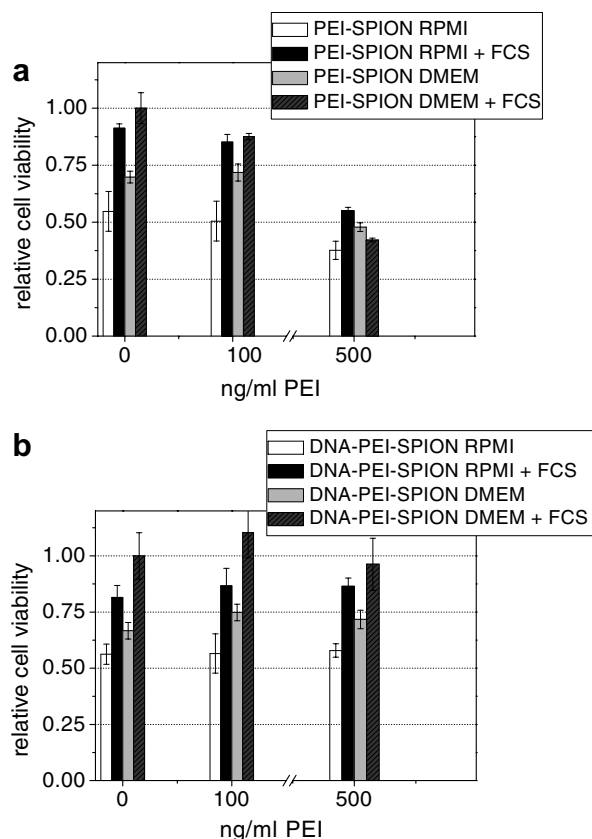 a
PEI-SPION RPMI
PEI-SPION RPMI + FCS
PEI-SPION DMEM
PEI-SPION DMEM + FCS
relative cell viability
1.00
0.75
0.50
0.25
0.00
0 100 500
ng/ml PEI
b
DNA-PEI-SPION RPMI
DNA-PEI-SPION RPMI + FCS
DNA-PEI-SPION DMEM
DNA-PEI-SPION DMEM + FCS
relative cell viability
1.00
0.75
0.50
0.25
0.00
0 100 500
ng/ml PEI